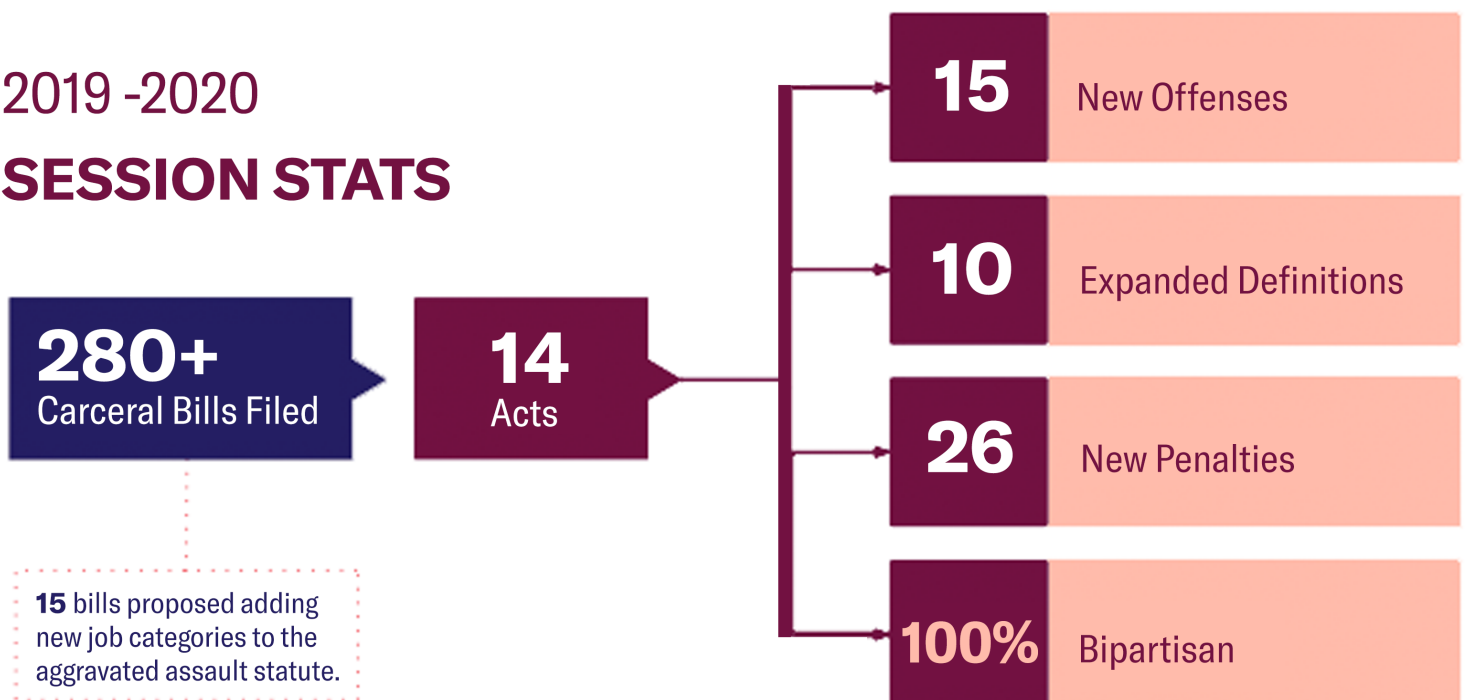 2019 -2020
SESSION STATS
280+
Carceral Bills Filed
15 bills proposed adding
new job categories to the
aggravated assault statute.
14
Acts
15
New Offenses
10
Expanded Definitions
26
New Penalties
100%
Bipartisan